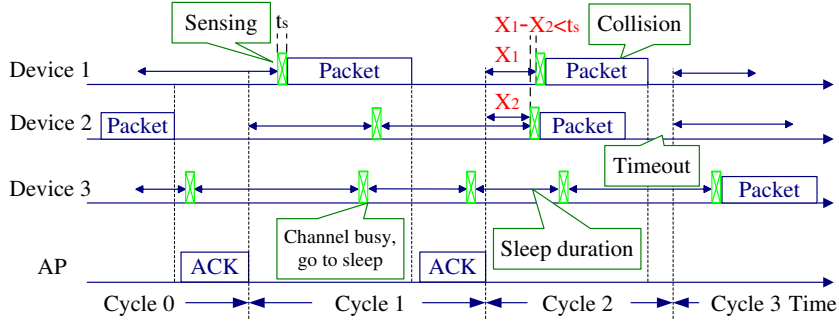 Sensing
tₛ
X₁-X₂<tₛ
Collision
Device 1
Packet
X₁
Packet
Device 2
Packet
X₂
Packet
Timeout
Device 3
Packet
Channel busy,
go to sleep
Sleep duration
AP
ACK
ACK
Cycle 0
Cycle 1
Cycle 2
Cycle 3
Time